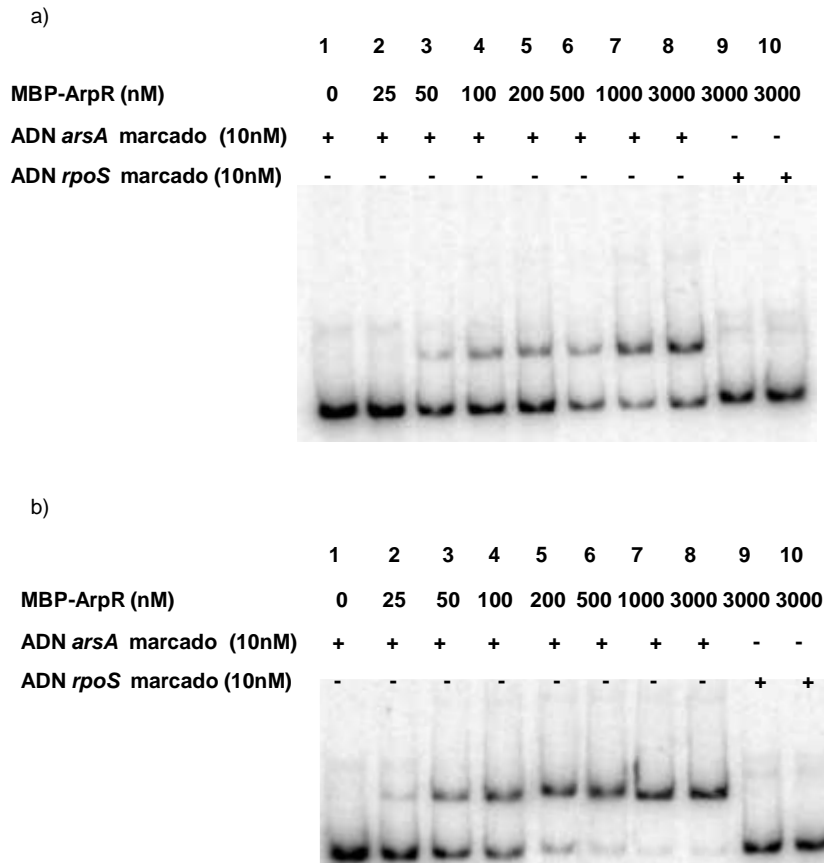 a)
1 2 3 4 5 6 7 8 9 10
MBP-ArpR (nM) 0 25 50 100 200 500 1000 3000 3000 3000
ADN arsA marcado (10nM) + + + + + + + + - -
ADN rpoS marcado (10nM) - - - - - - - - + +
b)
1 2 3 4 5 6 7 8 9 10
MBP-ArpR (nM) 0 25 50 100 200 500 1000 3000 3000 3000
ADN arsA marcado (10nM) + + + + + + + + - -
ADN rpoS marcado (10nM) - - - - - - - - + +